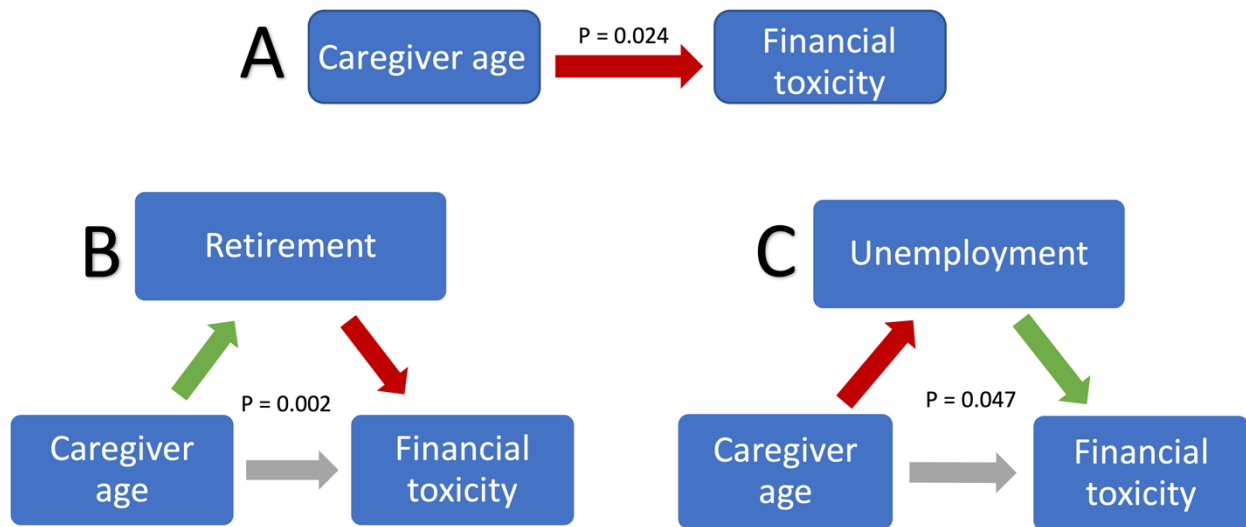 A
Caregiver age
P = 0.024
Financial
toxicity
B
Retirement
P = 0.002
Caregiver
age
Financial
toxicity
C
Unemployment
P = 0.047
Caregiver
age
Financial
toxicity